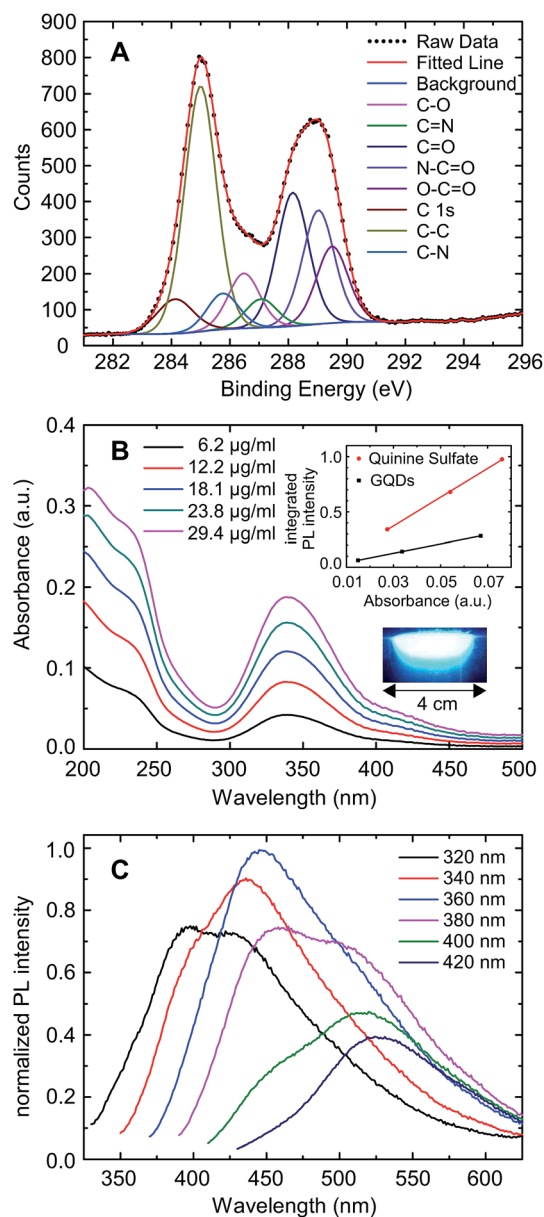 A
900
800
700
600
500
400
300
200
100
0
Counts
Raw Data
Fitted Line
Background
C-O
C=N
C=O
N-C=O
O-C=O
C 1s
C-C
C-N
282 284 286 288 290 292 294 296
Binding Energy (eV)
B
0.4
0.3
0.2
0.1
0.0
Absorbance (a.u.)
6.2 µg/ml
12.2 µg/ml
18.1 µg/ml
23.8 µg/ml
29.4 µg/ml
integrated
PL intensity
1.0
0.5
0.0
Quinine Sulfate
GQDs
0.01 0.03 0.05 0.07
Absorbance (a.u.)
4 cm
200 250 300 350 400 450 500
Wavelength (nm)
C
1.0
0.8
0.6
0.4
0.2
0.0
normalized PL intensity
320 nm
340 nm
360 nm
380 nm
400 nm
420 nm
350 400 450 500 550 600
Wavelength (nm)